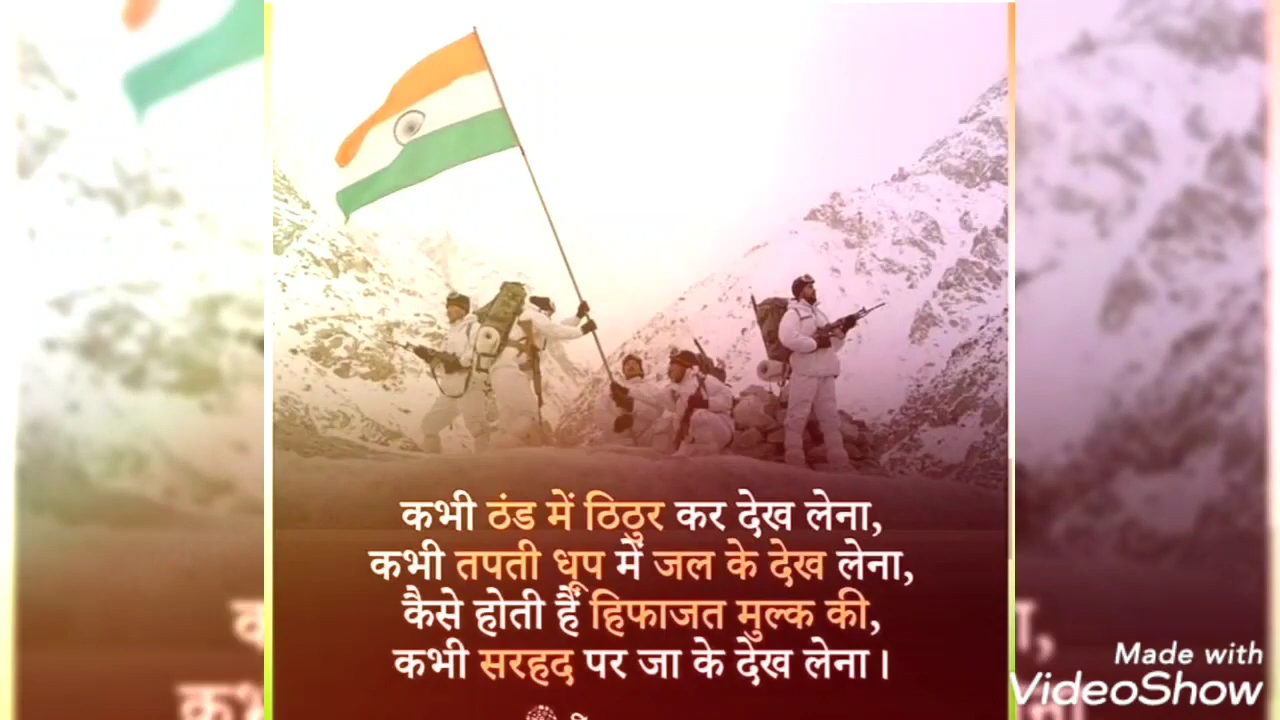 कभी ठंड में ठिठुर कर देख लेना,
कभी तपती धूप में जल के देख लेना,
कैसे होती हैं हिफाजत मुल्क की,
कभी सरहद पर जा के देख लेना।
Made with
VideoShow